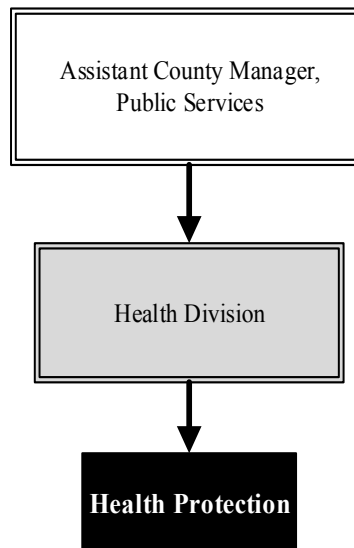 Assistant County Manager,
Public Services
Health Division
Health Protection